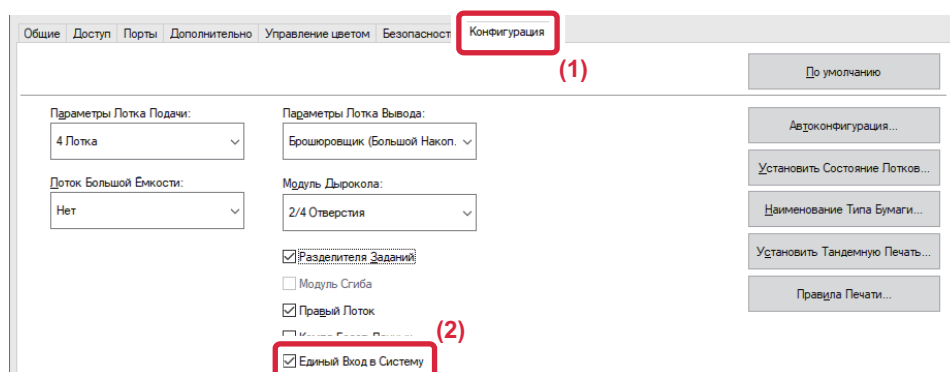 Общие Доступ Порты Дополнительно Управление цветом Безопасност Конфигурация
(1)
По умолчанию
Параметры Лотка Подачи: Параметры Лотка Вывода:
4 Лотка Брошюровщик (Большой Накоп. Автоконфигурация...
Лоток Большой Ёмкости: Модуль Дырокола: Установить Состояние Лотков...
Нет 2/4 Отверстия Наименование Типа Бумаги...
Разделителя Заданий Установить Тандемную Печать...
Модуль Сгиба Правила Печати...
Правый Лоток
(2)
Единый Вход в Систему